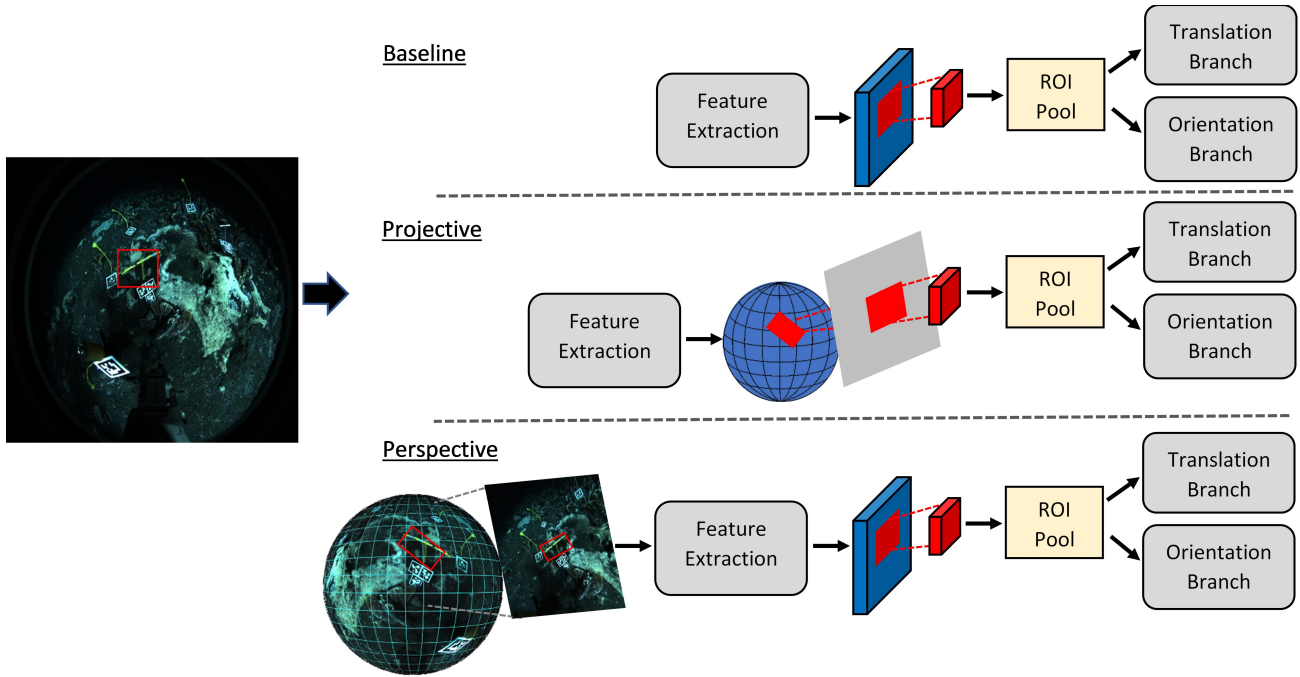 Baseline
Feature
Extraction
ROI
Pool
Translation
Branch
Orientation
Branch
Projective
Feature
Extraction
ROI
Pool
Translation
Branch
Orientation
Branch
Perspective
Feature
Extraction
ROI
Pool
Translation
Branch
Orientation
Branch